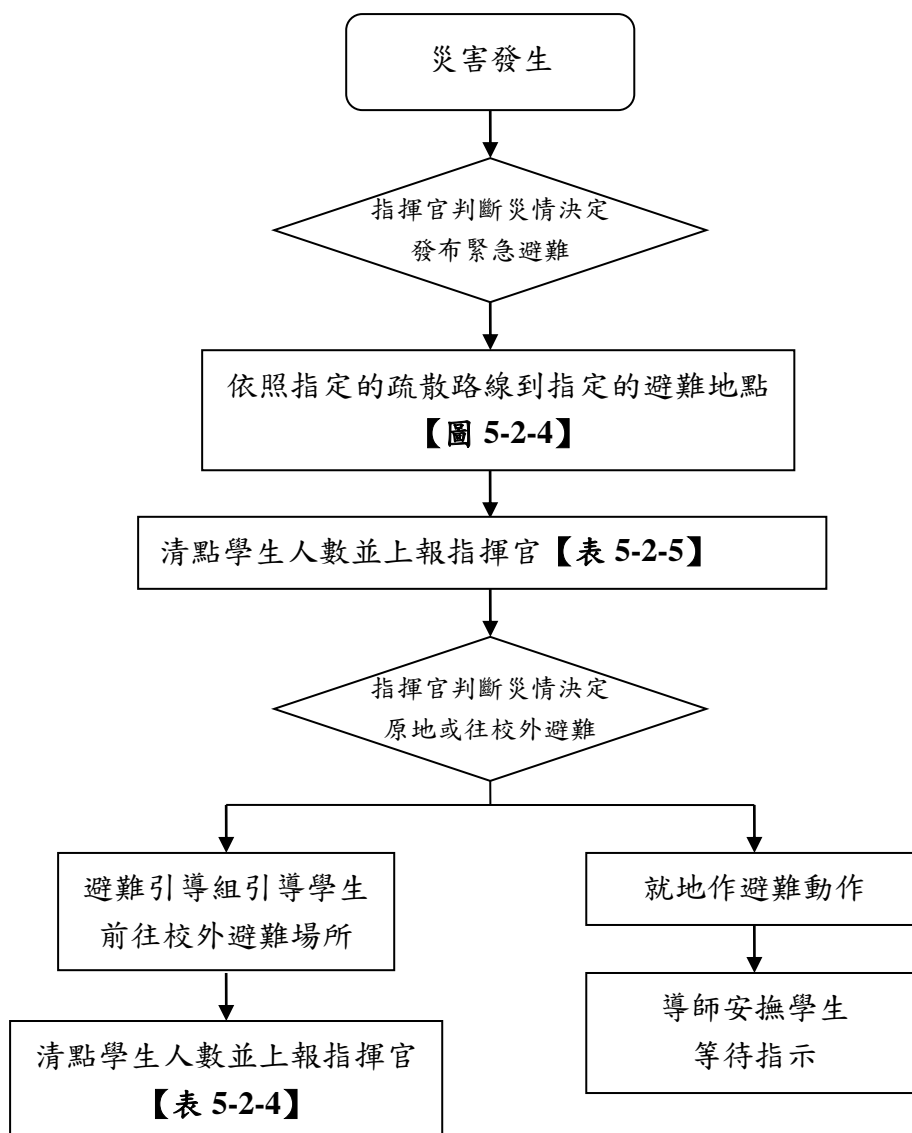 災害發生
指揮官判斷災情決定
發布緊急避難
依照指定的疏散路線到指定的避難地點
【圖 5-2-4】
清點學生人數並上報指揮官【表 5-2-5】
指揮官判斷災情決定
原地或往校外避難
避難引導組引導學生
前往校外避難場所
清點學生人數並上報指揮官
【表 5-2-4】
就地作避難動作
導師安撫學生
等待指示